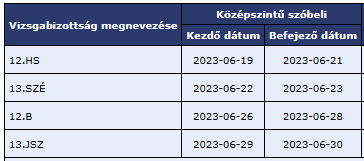 Vizsgabizottság megnevezése Középszintű szóbeli
Kezdő dátum Befejező dátum
12.HS 2023-06-19 2023-06-21
13.SZÉ 2023-06-22 2023-06-23
12.B 2023-06-26 2023-06-28
13.JSZ 2023-06-29 2023-06-30